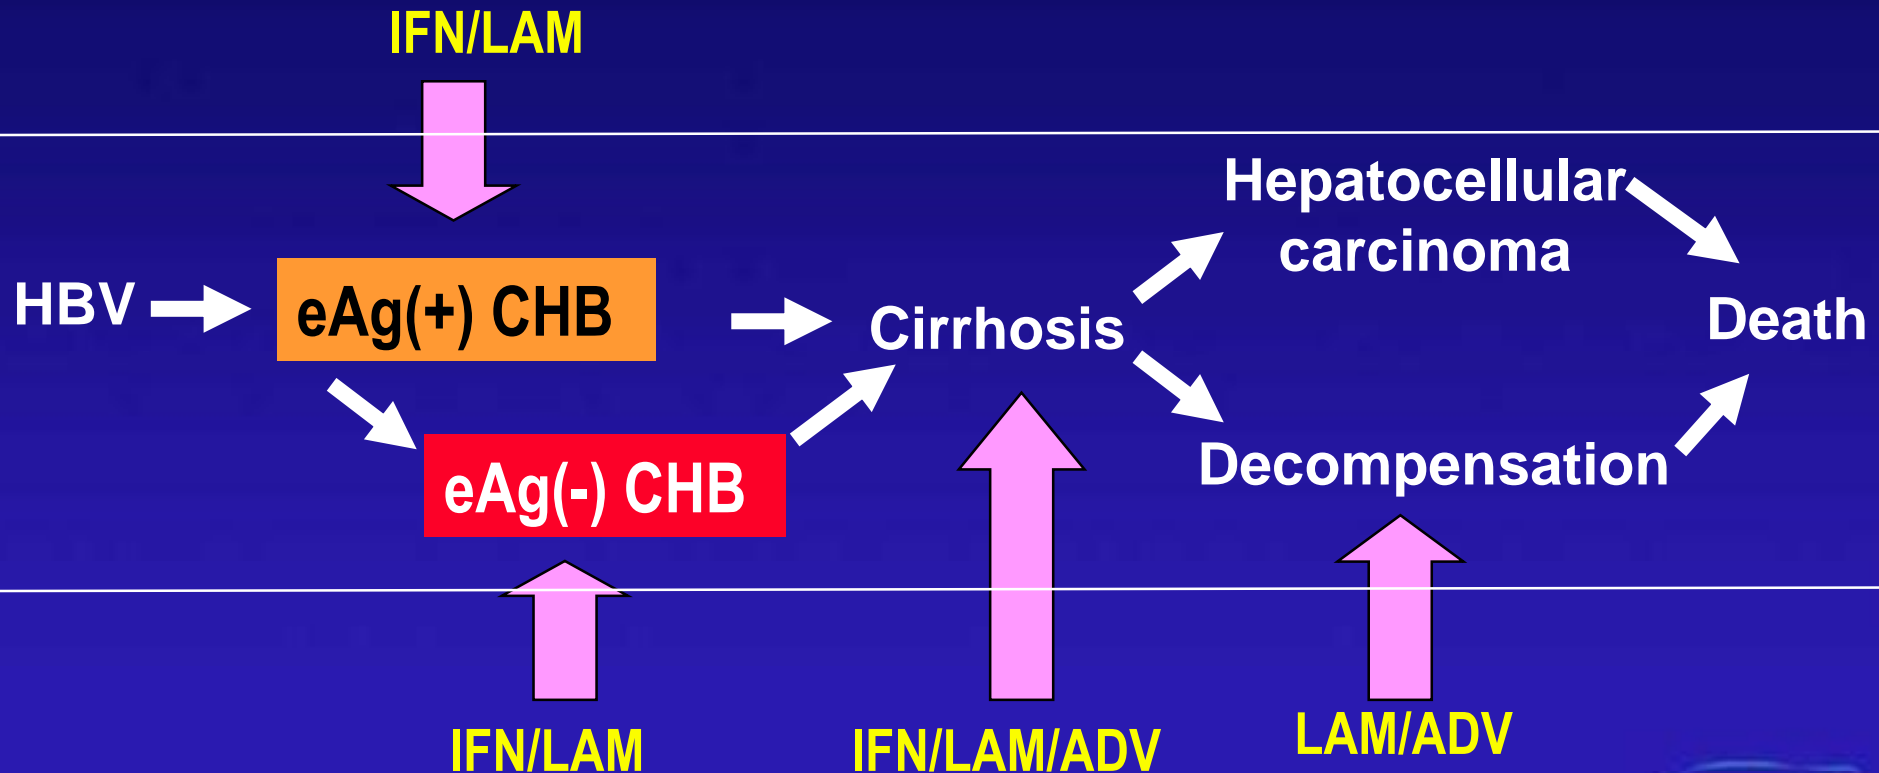 IFN/LAM
Hepatocellular
carcinoma
HBV
eAg(+) CHB
Cirrhosis
Death
eAg(-) CHB
Decompensation
IFN/LAM
IFN/LAM/ADV
LAM/ADV